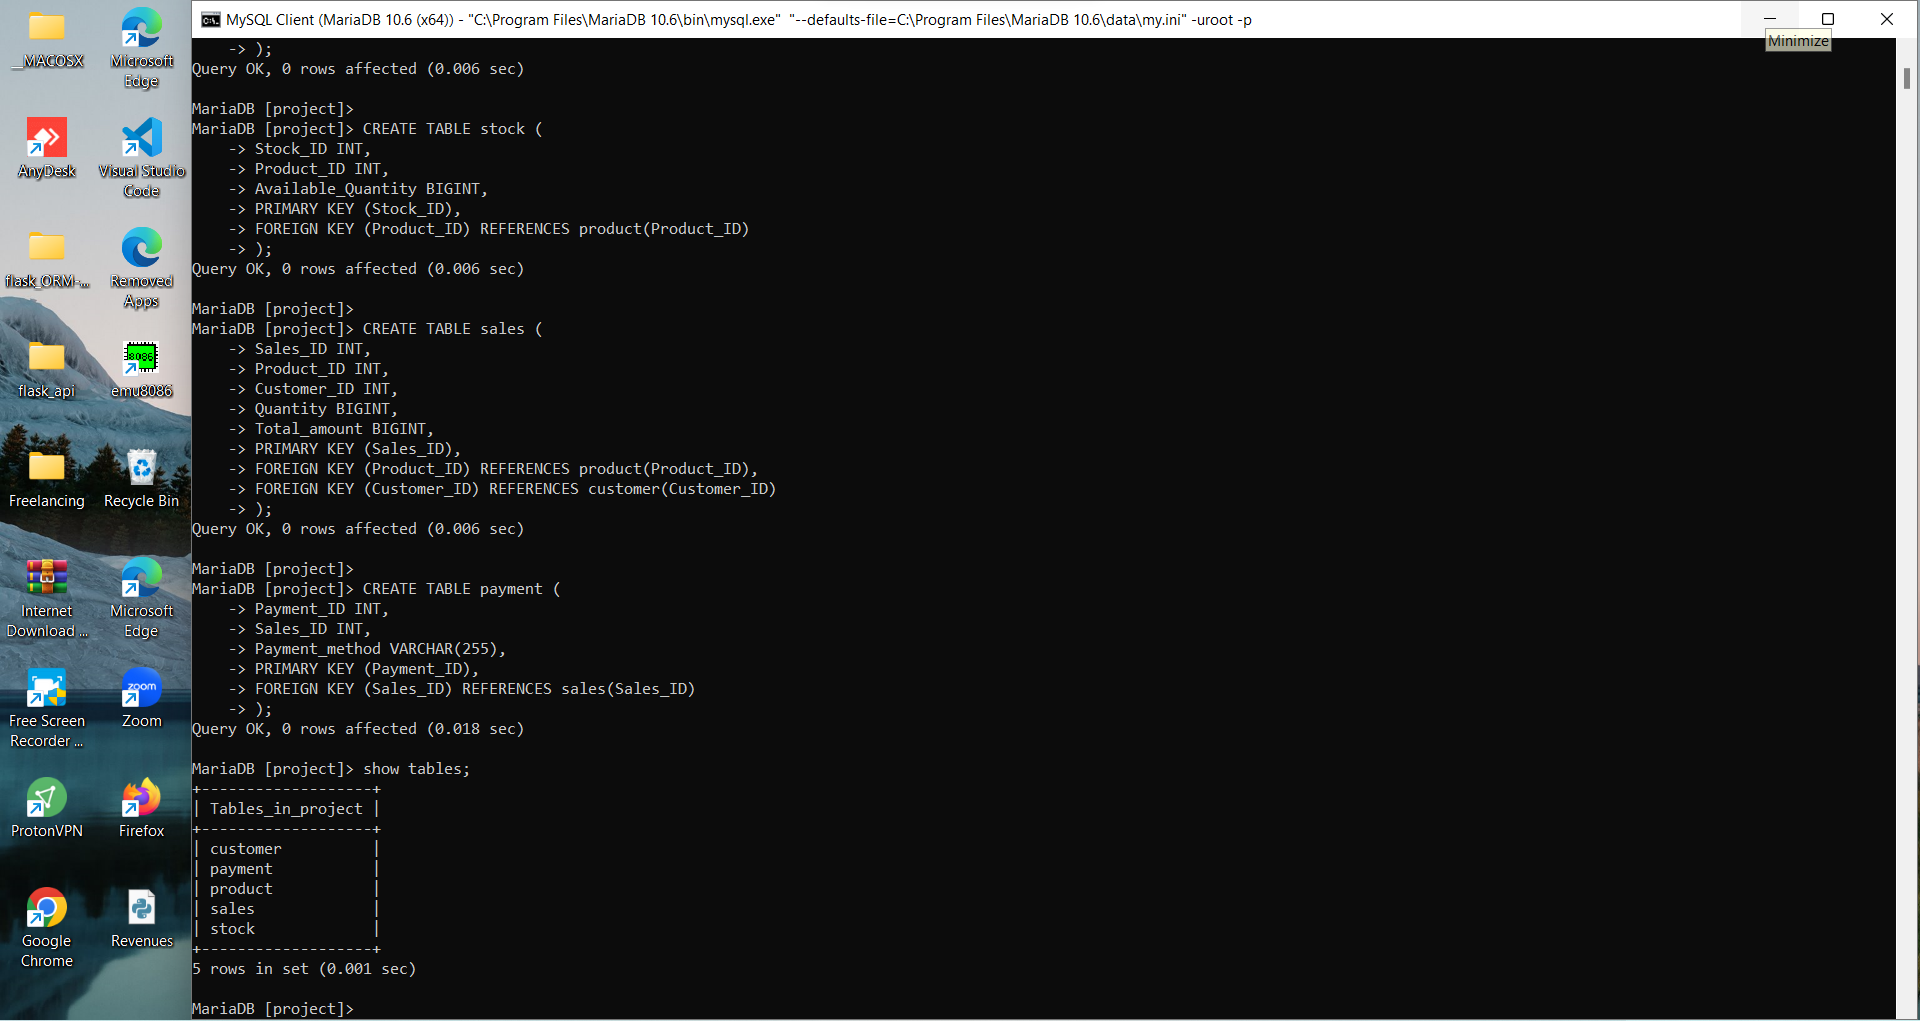 MySQL Client (MariaDB 10.6 (x64)) - "C:\Program Files\MariaDB 10.6\bin\mysql.exe"  "--defaults-file=C:\Program Files\MariaDB 10.6\data\my.ini" -uroot -p
Minimize
__MACOSX
Microsoft
Edge
AnyDesk
Visual Studio
Code
flask_ORM-...
Removed
Apps
flask_api
8086
emu8086
Freelancing
Recycle Bin
Internet
Download ...
Microsoft
Edge
Free Screen
Recorder ...
zoom
Zoom
ProtonVPN
Firefox
Google
Chrome
Revenues
    -> );
Query OK, 0 rows affected (0.006 sec)
MariaDB [project]>
MariaDB [project]> CREATE TABLE stock (
    -> Stock_ID INT,
    -> Product_ID INT,
    -> Available_Quantity BIGINT,
    -> PRIMARY KEY (Stock_ID),
    -> FOREIGN KEY (Product_ID) REFERENCES product(Product_ID)
    -> );
Query OK, 0 rows affected (0.006 sec)
MariaDB [project]>
MariaDB [project]> CREATE TABLE sales (
    -> Sales_ID INT,
    -> Product_ID INT,
    -> Customer_ID INT,
    -> Quantity BIGINT,
    -> Total_amount BIGINT,
    -> PRIMARY KEY (Sales_ID),
    -> FOREIGN KEY (Product_ID) REFERENCES product(Product_ID),
    -> FOREIGN KEY (Customer_ID) REFERENCES customer(Customer_ID)
    -> );
Query OK, 0 rows affected (0.006 sec)
MariaDB [project]>
MariaDB [project]> CREATE TABLE payment (
    -> Payment_ID INT,
    -> Sales_ID INT,
    -> Payment_method VARCHAR(255),
    -> PRIMARY KEY (Payment_ID),
    -> FOREIGN KEY (Sales_ID) REFERENCES sales(Sales_ID)
    -> );
Query OK, 0 rows affected (0.018 sec)
MariaDB [project]> show tables;
+-------------------+
| Tables_in_project |
+-------------------+
| customer          |
| payment           |
| product           |
| sales             |
| stock             |
+-------------------+
5 rows in set (0.001 sec)
MariaDB [project]>